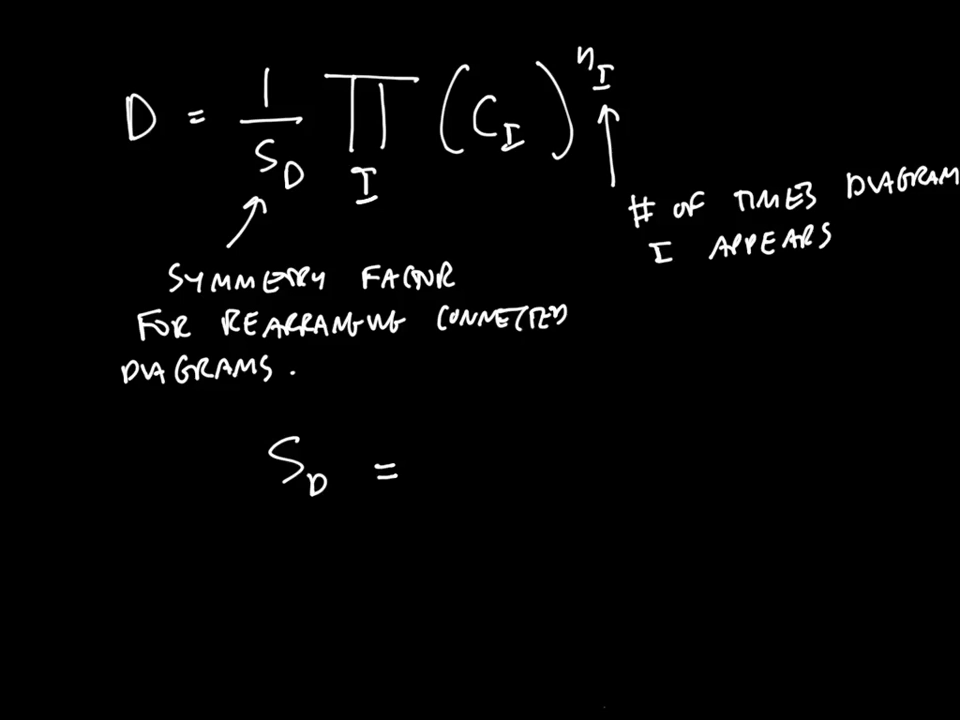 D = 1/S_D ∏_I (C_I)^{n_I}
# OF TIMES DIAGRAM
I APPEARS
SYMMETRY FACTOR
FOR REARRANGING CONNECTED
DIAGRAMS.
S_D =